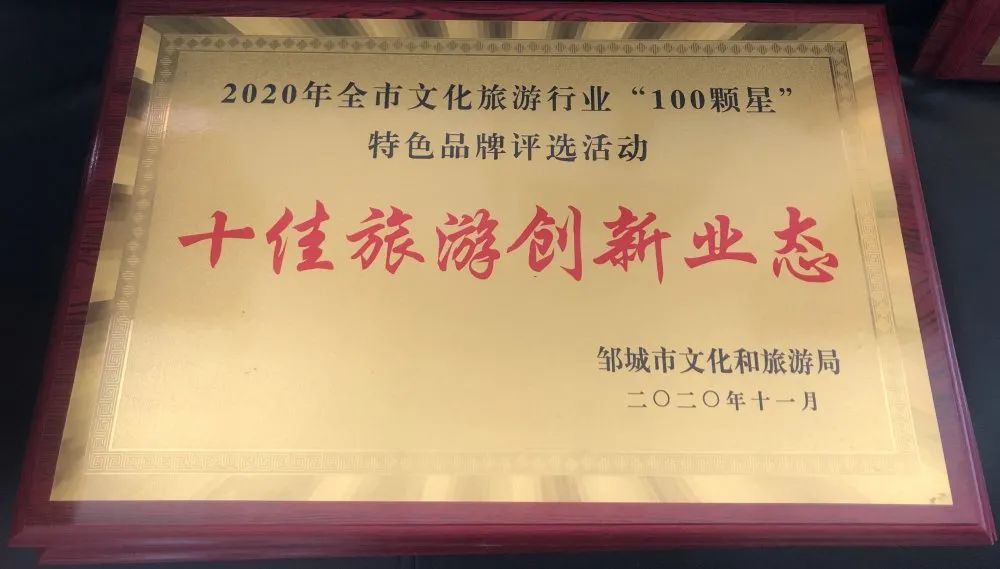 2020年全市文化旅游行业“100颗星”
特色品牌评选活动
十佳旅游创新业态
邹城市文化和旅游局
二〇二〇年十一月